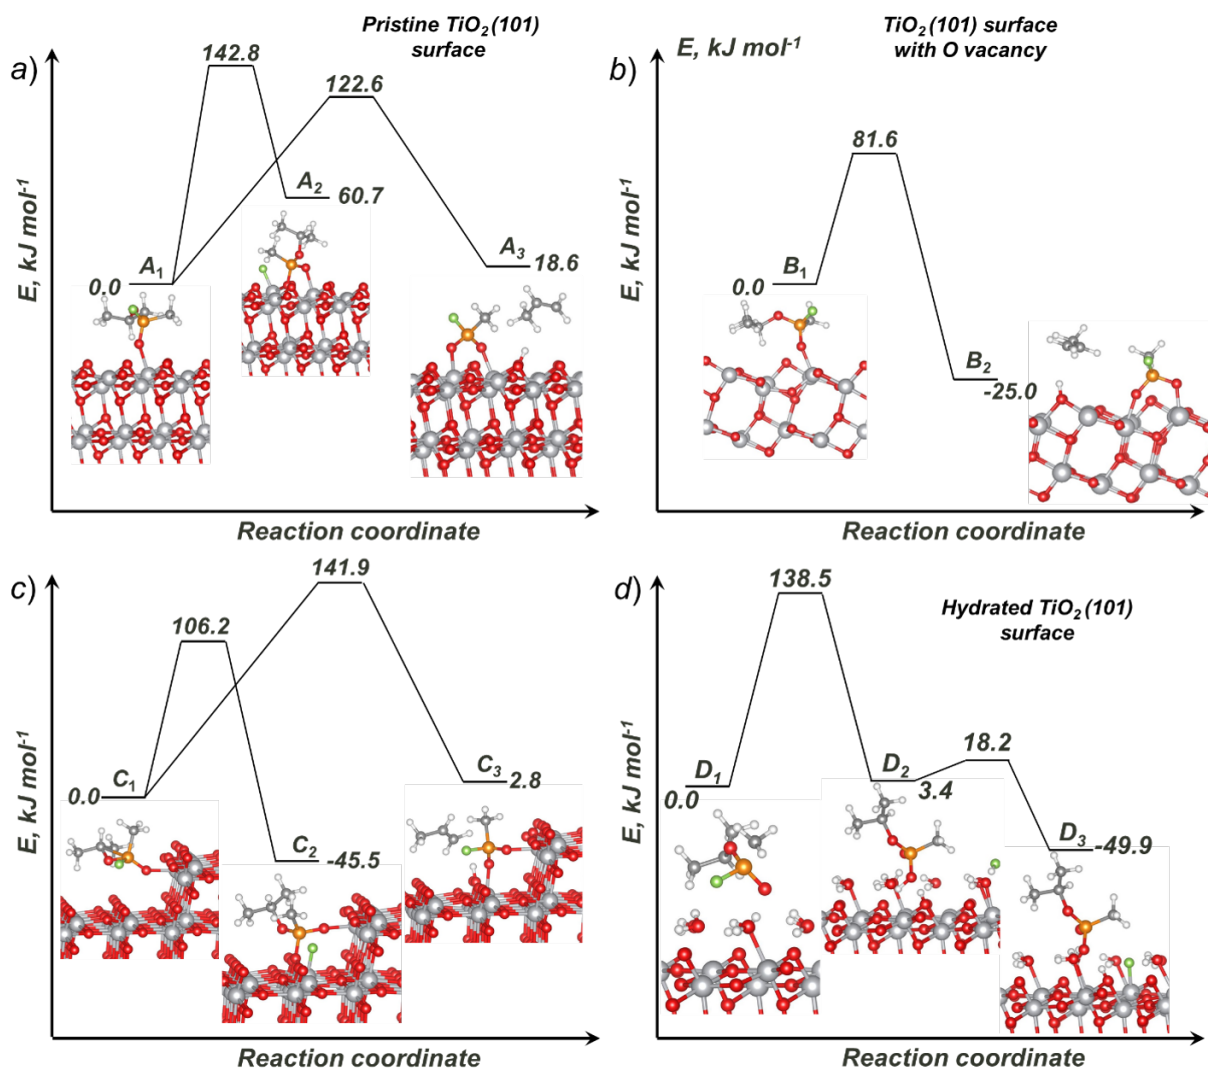 a)
Pristine TiO2(101)
surface
142.8
122.6
A2
60.7
A1
0.0
A3
18.6
E, kJ mol-1
Reaction coordinate
b)
E, kJ mol-1
TiO2(101) surface
with O vacancy
81.6
B1
0.0
B2
-25.0
E, kJ mol-1
Reaction coordinate
c)
141.9
106.2
C1
0.0
C3
2.8
C2
-45.5
E, kJ mol-1
Reaction coordinate
d)
138.5
Hydrated TiO2(101)
surface
D1
0.0
D2
3.4
18.2
D3
-49.9
E, kJ mol-1
Reaction coordinate